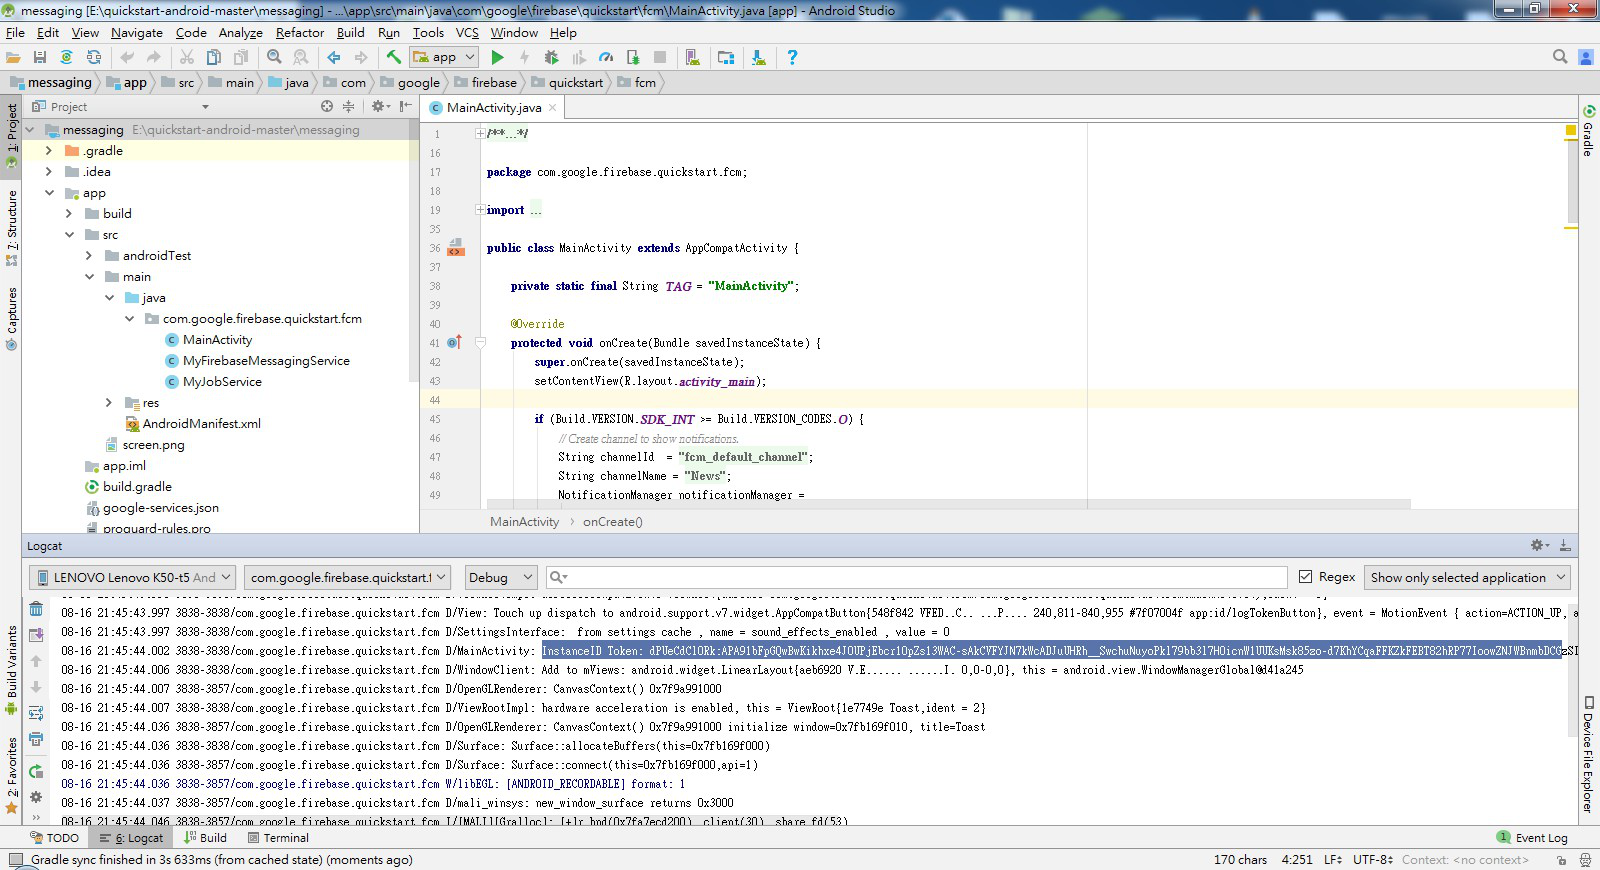 messaging [E:\quickstart-android-master\messaging] - ...\app\src\main\java\com\google\firebase\quickstart\fcm\MainActivity.java [app] - Android Studio
File Edit View Navigate Code Analyze Refactor Build Run Tools VCS Window Help
app
messaging app src main java com google firebase quickstart fcm
Project
MainActivity.java
1: Project
7: Structure
Captures
Build Variants
2: Favorites
Gradle
Device File Explorer
messaging E:\quickstart-android-master\messaging
.gradle
.idea
app
build
src
androidTest
main
java
com.google.firebase.quickstart.fcm
MainActivity
MyFirebaseMessagingService
MyJobService
res
AndroidManifest.xml
screen.png
app.iml
build.gradle
google-services.json
proguard-rules.pro
1 /**...*/
16
17 package com.google.firebase.quickstart.fcm;
18
19 import ...
35
36 public class MainActivity extends AppCompatActivity {
37
38 private static final String TAG = "MainActivity";
39
40 @Override
41 protected void onCreate(Bundle savedInstanceState) {
42 super.onCreate(savedInstanceState);
43 setContentView(R.layout.activity_main);
44
45 if (Build.VERSION.SDK_INT >= Build.VERSION_CODES.O) {
46 // Create channel to show notifications.
47 String channelId = "fcm_default_channel";
48 String channelName = "News";
49 NotificationManager notificationManager =
MainActivity > onCreate()
Logcat
LENOVO Lenovo K50-t5 And com.google.firebase.quickstart.f Debug Regex Show only selected application
08-16 21:45:43.997 3838-3838/com.google.firebase.quickstart.fcm D/View: Touch up dispatch to android.support.v7.widget.AppCompatButton{548f842 VFED..C.. ...P.... 240,811-840,955 #7f07004f app:id/logTokenButton}, event = MotionEvent { action=ACTION_UP, a
08-16 21:45:43.997 3838-3838/com.google.firebase.quickstart.fcm D/SettingsInterface: from settings cache , name = sound_effects_enabled , value = 0
08-16 21:45:44.002 3838-3838/com.google.firebase.quickstart.fcm D/MainActivity: InstanceID Token:
08-16 21:45:44.006 3838-3838/com.google.firebase.quickstart.fcm D/WindowClient: Add to mViews: android.widget.LinearLayout{aeb6920 V.E...... ......I. 0,0-0,0}, this = android.view.WindowManagerGlobal@d41a245
08-16 21:45:44.007 3838-3857/com.google.firebase.quickstart.fcm D/OpenGLRenderer: CanvasContext() 0x7f9a991000
08-16 21:45:44.007 3838-3838/com.google.firebase.quickstart.fcm D/ViewRootImpl: hardware acceleration is enabled, this = ViewRoot{1e7749e Toast,ident = 2}
08-16 21:45:44.036 3838-3857/com.google.firebase.quickstart.fcm D/OpenGLRenderer: CanvasContext() 0x7f9a991000 initialize window=0x7fb169f010, title=Toast
08-16 21:45:44.036 3838-3838/com.google.firebase.quickstart.fcm D/Surface: Surface::allocateBuffers(this=0x7fb169f000)
08-16 21:45:44.036 3838-3857/com.google.firebase.quickstart.fcm D/Surface: Surface::connect(this=0x7fb169f000,api=1)
08-16 21:45:44.036 3838-3857/com.google.firebase.quickstart.fcm W/libEGL: [ANDROID_RECORDABLE] format: 1
08-16 21:45:44.037 3838-3857/com.google.firebase.quickstart.fcm D/mali_winsys: new_window_surface returns 0x3000
08-16 21:45:44.046 3838-3857/com.google.firebase.quickstart.fcm I/[MALI][Gralloc]: [+]r_hnd(0x7fa7ecd200), client(30), share_fd(53)
TODO 6: Logcat Build Terminal 1 Event Log
Gradle sync finished in 3s 633ms (from cached state) (moments ago) 170 chars 4:251 LF UTF-8 Context: <no context>